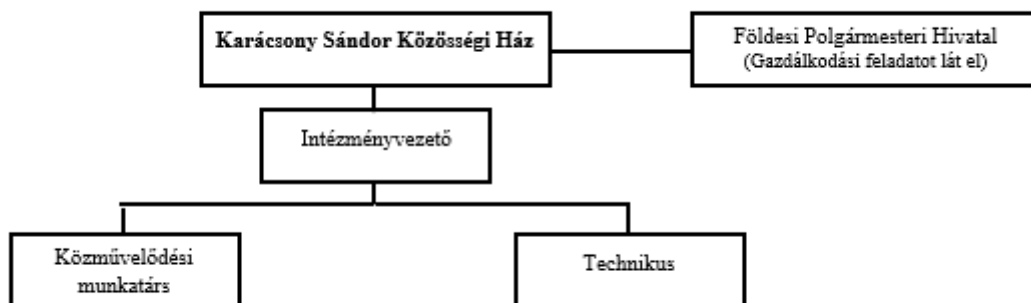 Karácsony Sándor Közösségi Ház
Földesi Polgármesteri Hivatal
(Gazdálkodási feladatot lát el)
Intézményvezető
Közművelődési
munkatárs
Technikus